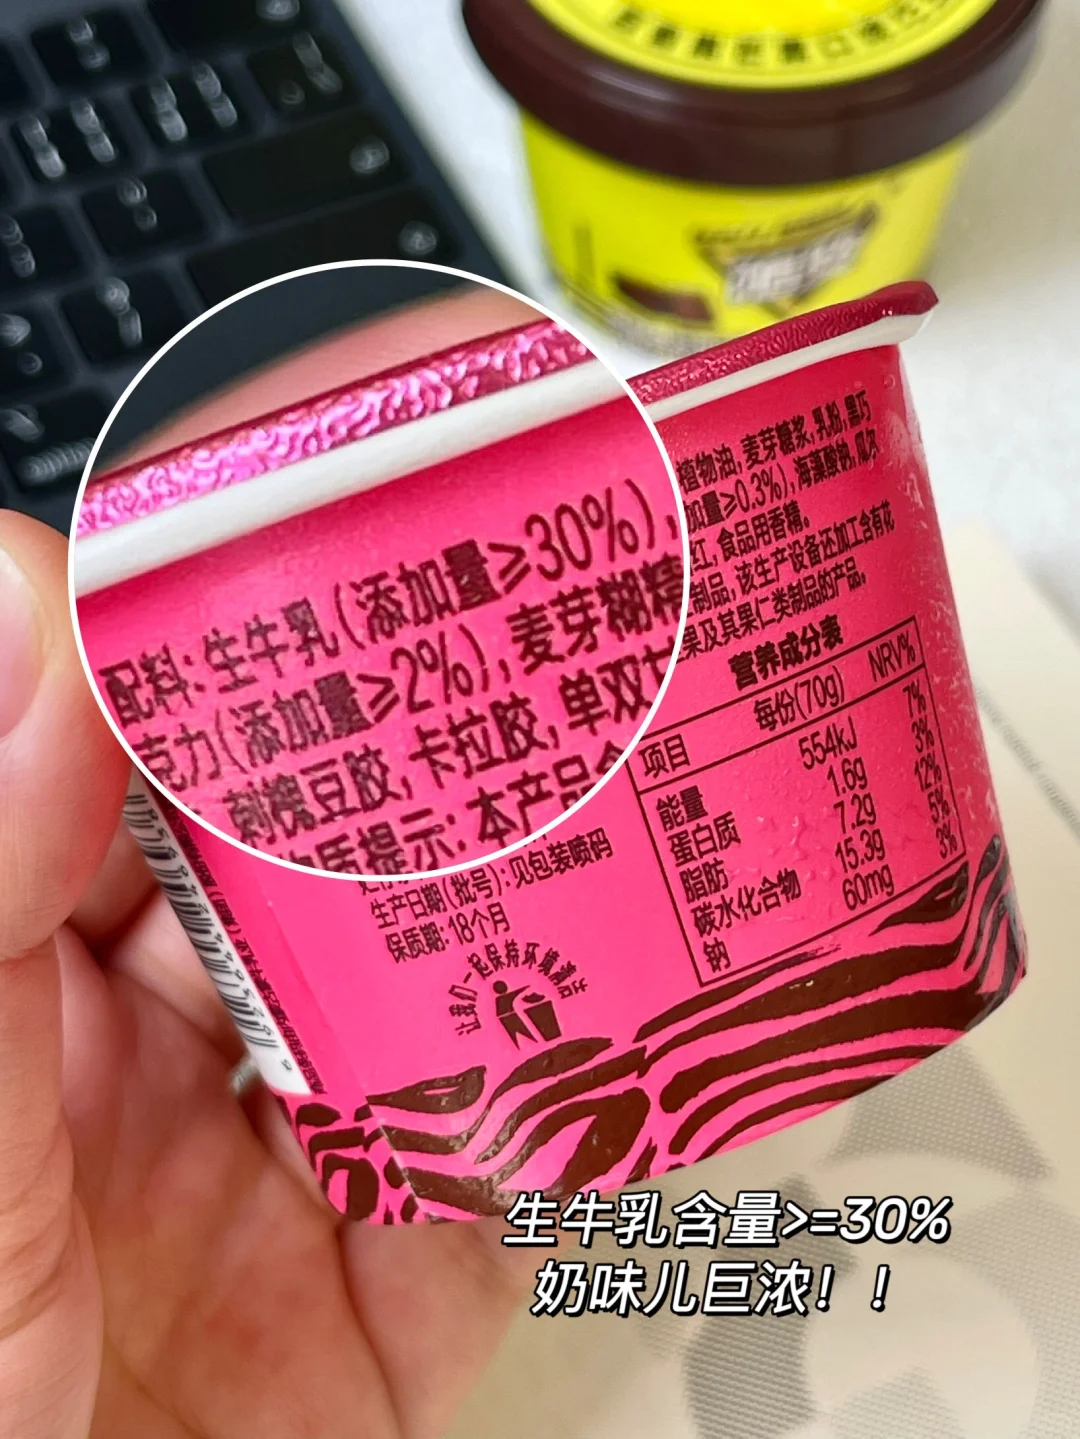 配料:生牛乳(添加量≥30%),
克力(添加量≥2%),麦芽糊精
刺槐豆胶,卡拉胶,单双甘
质提示:本产品含
植物油,麦芽糖浆,乳粉,黑巧
加量≥0.3%),海藻酸钠,瓜尔
红,食品用香精。
制品,该生产设备还加工含有花
果及其果仁类制品的产品。
生产日期(批号):见包装喷码
保质期:18个月
让我们一起保持环境
营养成分表
项目 每份(70g) NRV%
能量 554kJ 7%
蛋白质 1.6g 3%
脂肪 7.2g 12%
碳水化合物 15.3g 5%
钠 60mg 3%
生牛乳含量>=30%
奶味儿巨浓!!